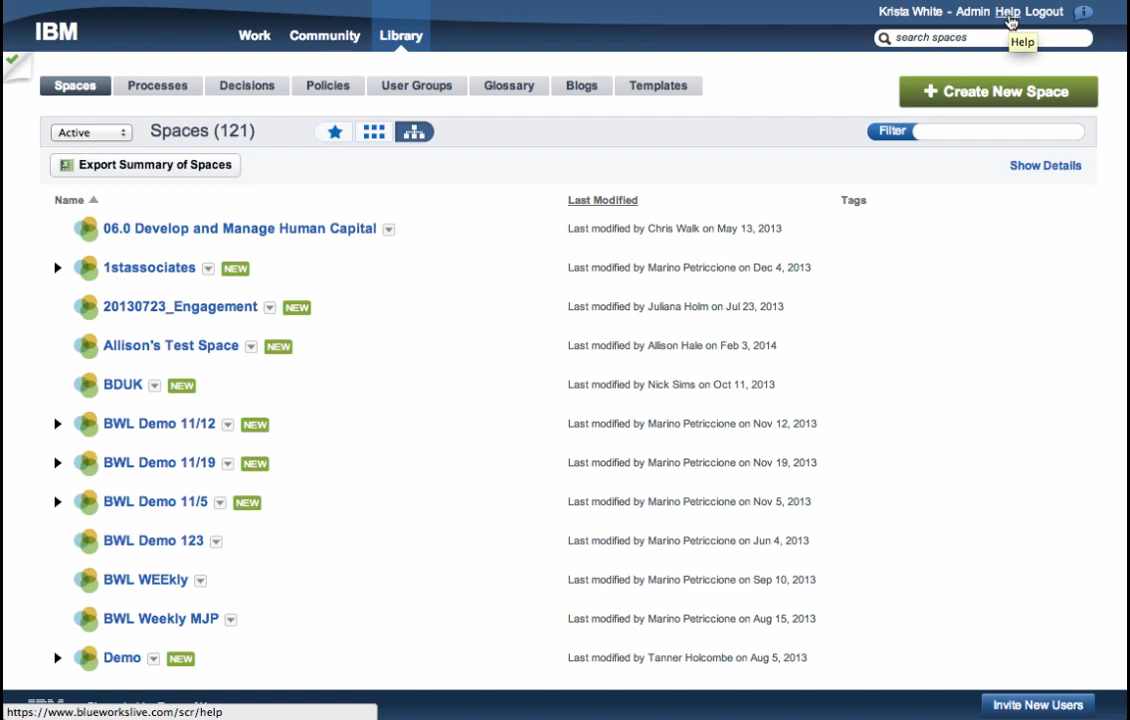 Krista White - Admin Help Logout
IBM
Work Community Library
search spaces
Help
Spaces Processes Decisions Policies User Groups Glossary Blogs Templates
+ Create New Space
Active Spaces (121)
Filter
Export Summary of Spaces
Show Details
Name Last Modified Tags
06.0 Develop and Manage Human Capital Last modified by Chris Walk on May 13, 2013
1stassociates NEW Last modified by Marino Petriccione on Dec 4, 2013
20130723_Engagement NEW Last modified by Juliana Holm on Jul 23, 2013
Allison's Test Space NEW Last modified by Allison Hale on Feb 3, 2014
BDUK NEW Last modified by Nick Sims on Oct 11, 2013
BWL Demo 11/12 NEW Last modified by Marino Petriccione on Nov 12, 2013
BWL Demo 11/19 NEW Last modified by Marino Petriccione on Nov 19, 2013
BWL Demo 11/5 NEW Last modified by Marino Petriccione on Nov 5, 2013
BWL Demo 123 Last modified by Marino Petriccione on Jun 4, 2013
BWL WEEkly Last modified by Marino Petriccione on Sep 10, 2013
BWL Weekly MJP Last modified by Marino Petriccione on Aug 15, 2013
Demo NEW Last modified by Tanner Holcombe on Aug 5, 2013
Invite New Users
https://www.blueworkslive.com/scr/help